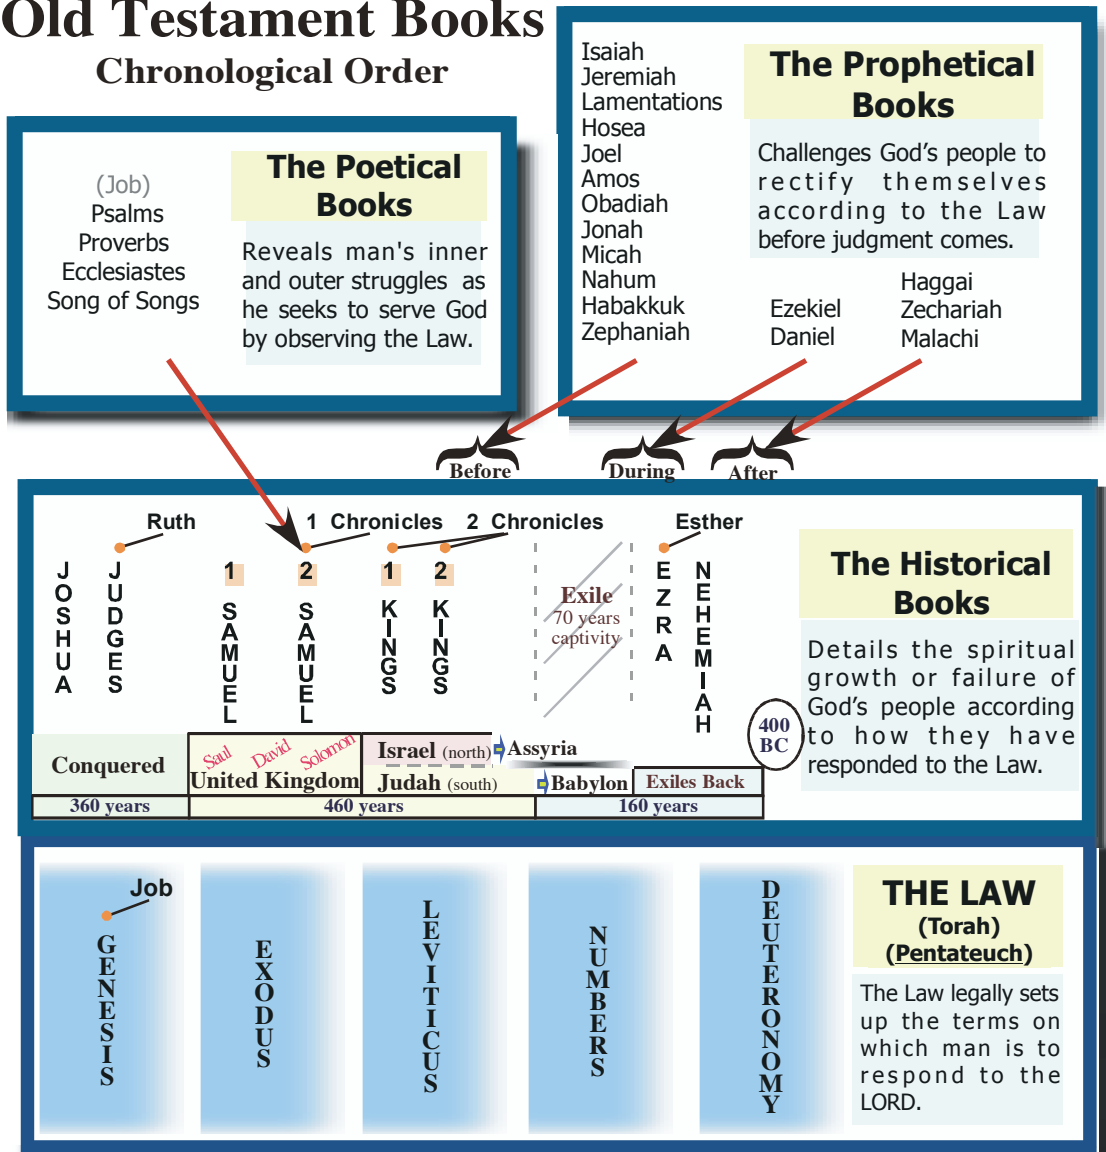 Old Testament Books
Chronological Order
(Job)
Psalms
Proverbs
Ecclesiastes
Song of Songs
The Poetical
Books
Reveals man's inner
and outer struggles as
he seeks to serve God
by observing the Law.
Isaiah
Jeremiah
Lamentations
Hosea
Joel
Amos
Obadiah
Jonah
Micah
Nahum
Habakkuk
Zephaniah
The Prophetical
Books
Challenges God’s people to
rectify themselves
according to the Law
before judgment comes.
Ezekiel
Daniel
Haggai
Zechariah
Malachi
Before
During
After
Ruth
1 Chronicles
2 Chronicles
Esther
JOSHUA
JUDGES
1 SAMUEL
2 SAMUEL
1 KINGS
2 KINGS
Exile
70 years
captivity
EZRA
NEHEMIAH
The Historical
Books
Details the spiritual
growth or failure of
God’s people according
to how they have
responded to the Law.
400
BC
Conquered
Saul David Solomon
United Kingdom
Israel (north)
Assyria
Judah (south)
Babylon
Exiles Back
360 years
460 years
160 years
Job
GENESIS
EXODUS
LEVITICUS
NUMBERS
DEUTERONOMY
THE LAW
(Torah)
(Pentateuch)
The Law legally sets
up the terms on
which man is to
respond to the
LORD.